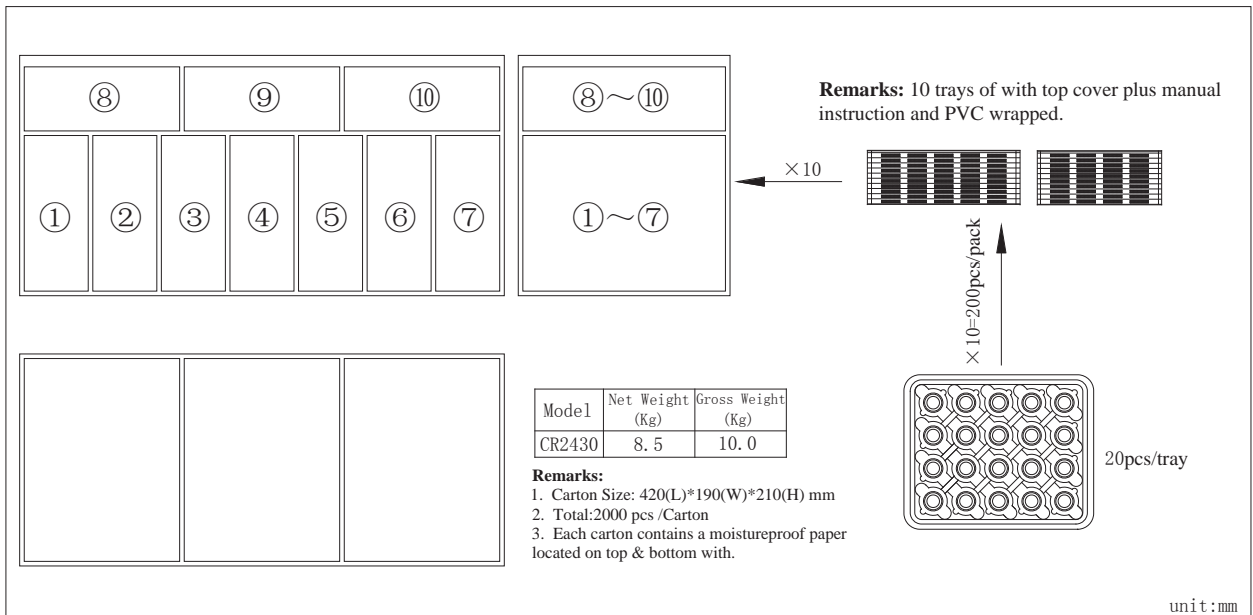 ⑧ ⑨ ⑩
① ② ③ ④ ⑤ ⑥ ⑦
⑧～⑩
①～⑦
×10
Remarks: 10 trays of with top cover plus manual
instruction and PVC wrapped.
×10=200pcs/pack
20pcs/tray
Model Net Weight (Kg) Gross Weight (Kg)
CR2430 8.5 10.0
Remarks:
1. Carton Size: 420(L)*190(W)*210(H) mm
2. Total:2000 pcs /Carton
3. Each carton contains a moistureproof paper
located on top & bottom with.
unit:mm